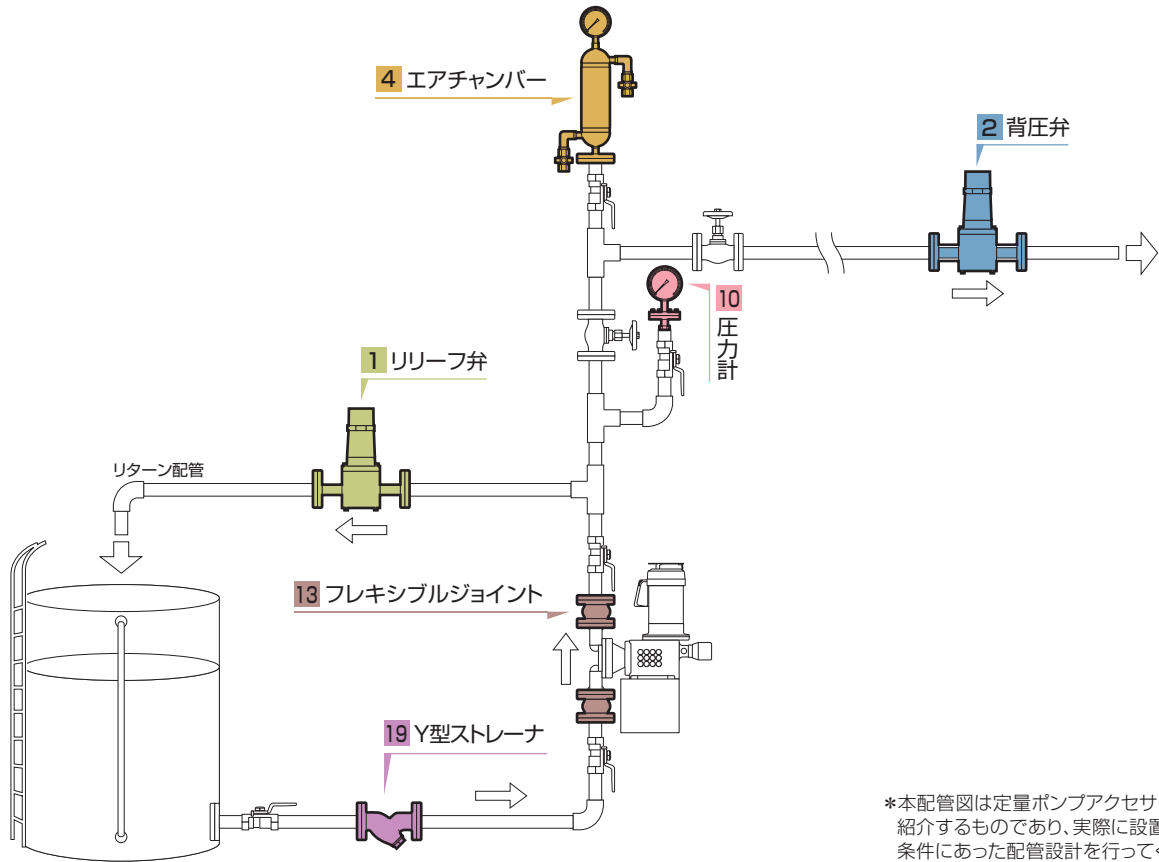 4 エアチャンバー
2 背圧弁
10 圧力計
1 リリーフ弁
リターン配管
13 フレキシブルジョイント
19 Y型ストレーナ
*本配管図は定量ポンプアクセサ
紹介するものであり、実際に設置
条件にあった配管設計を行って